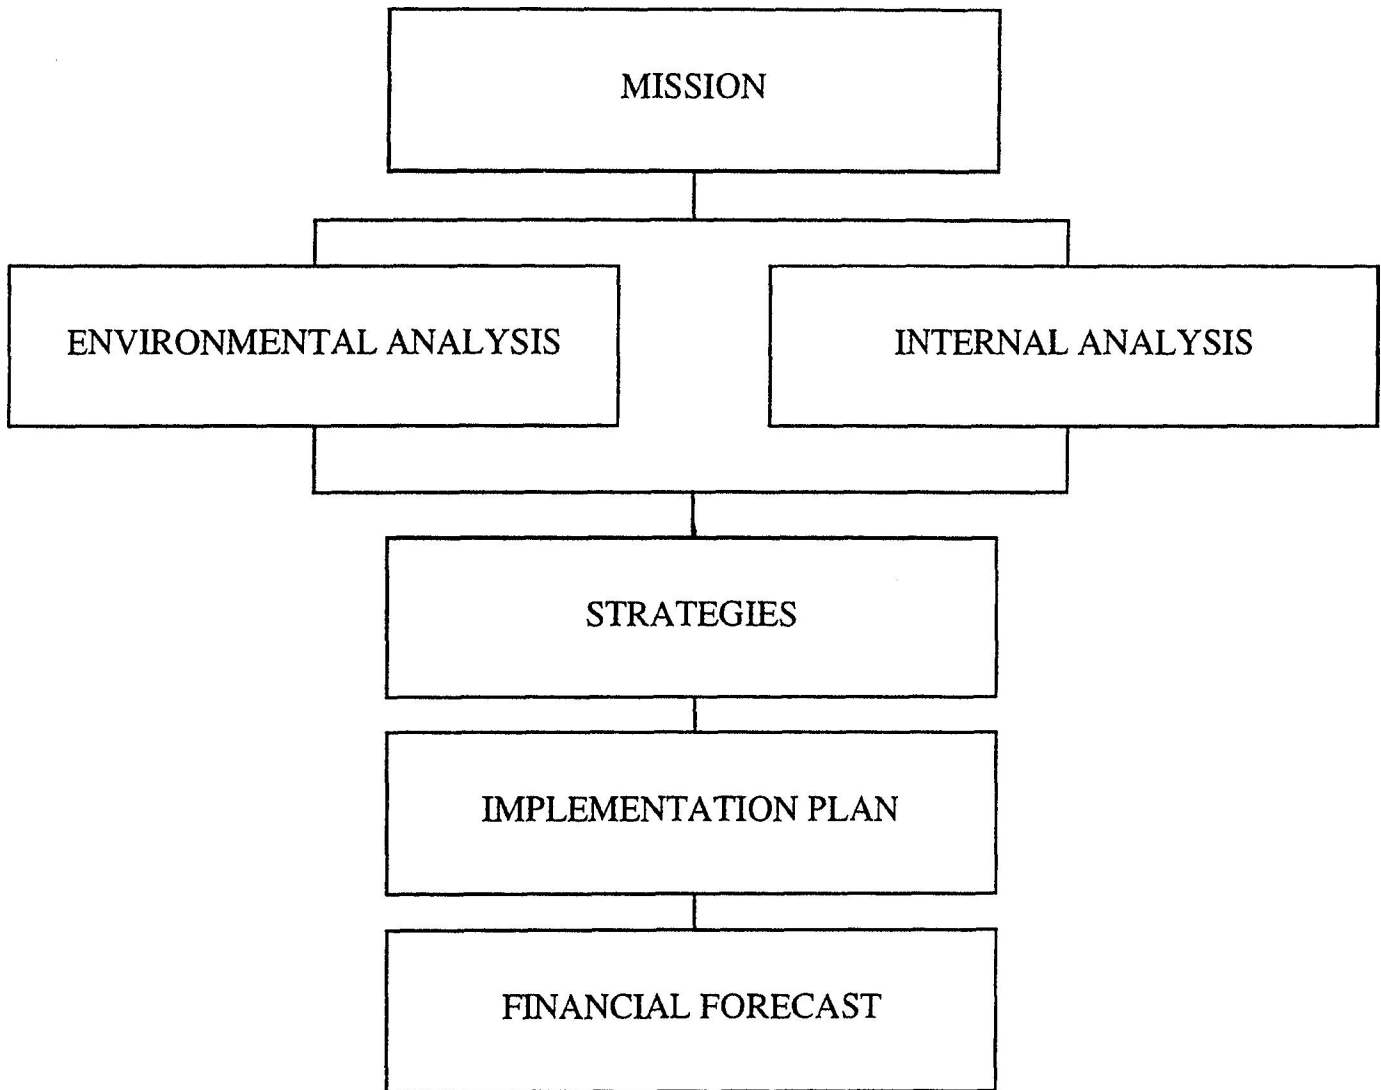 MISSION
ENVIRONMENTAL ANALYSIS
INTERNAL ANALYSIS
STRATEGIES
IMPLEMENTATION PLAN
FINANCIAL FORECAST